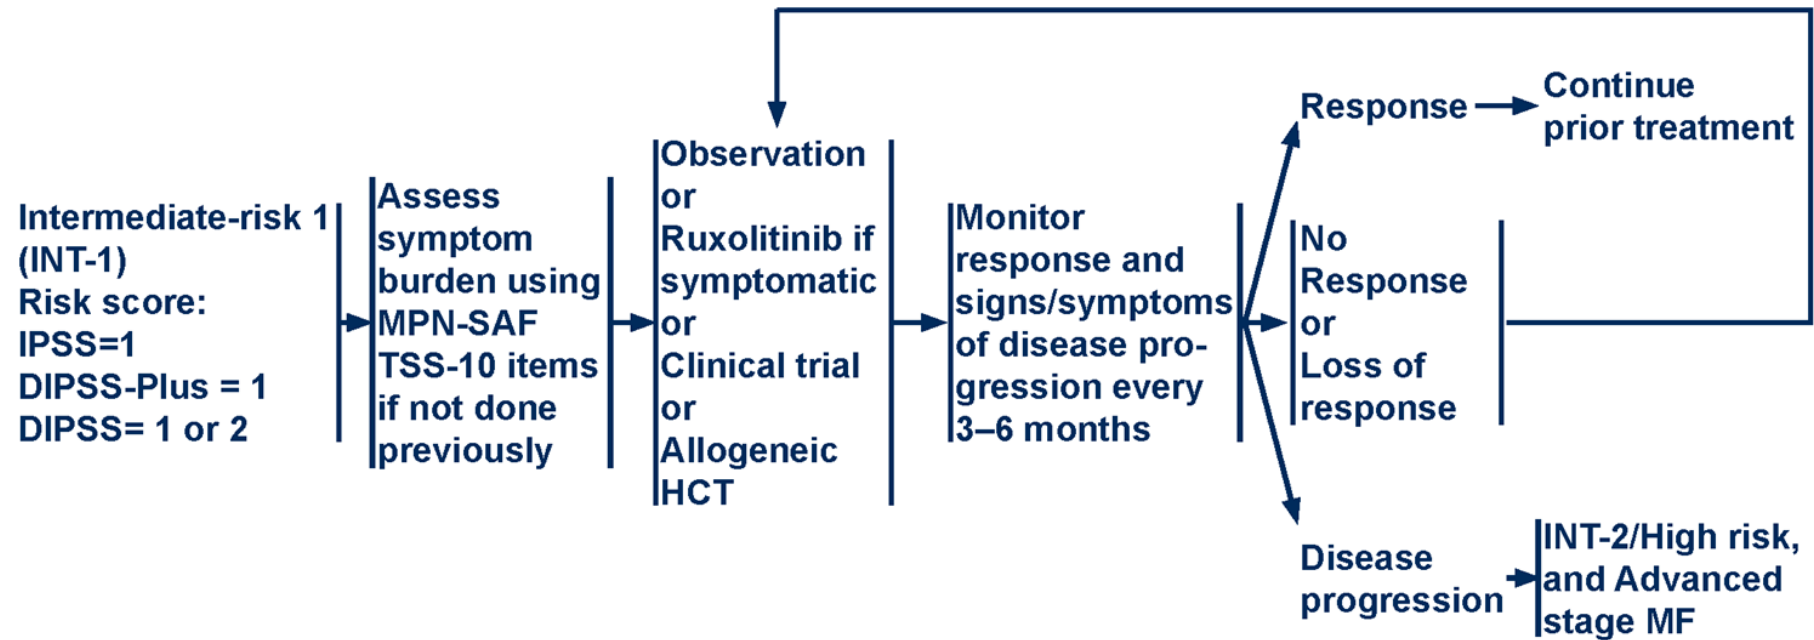 Intermediate-risk 1
(INT-1)
Risk score:
IPSS=1
DIPSS-Plus = 1
DIPSS= 1 or 2
Assess
symptom
burden using
MPN-SAF
TSS-10 items
if not done
previously
Observation
or
Ruxolitinib if
symptomatic
or
Clinical trial
or
Allogeneic
HCT
Monitor
response and
signs/symptoms
of disease pro-
gression every
3–6 months
Response
Continue
prior treatment
No
Response
or
Loss of
response
Disease
progression
INT-2/High risk,
and Advanced
stage MF